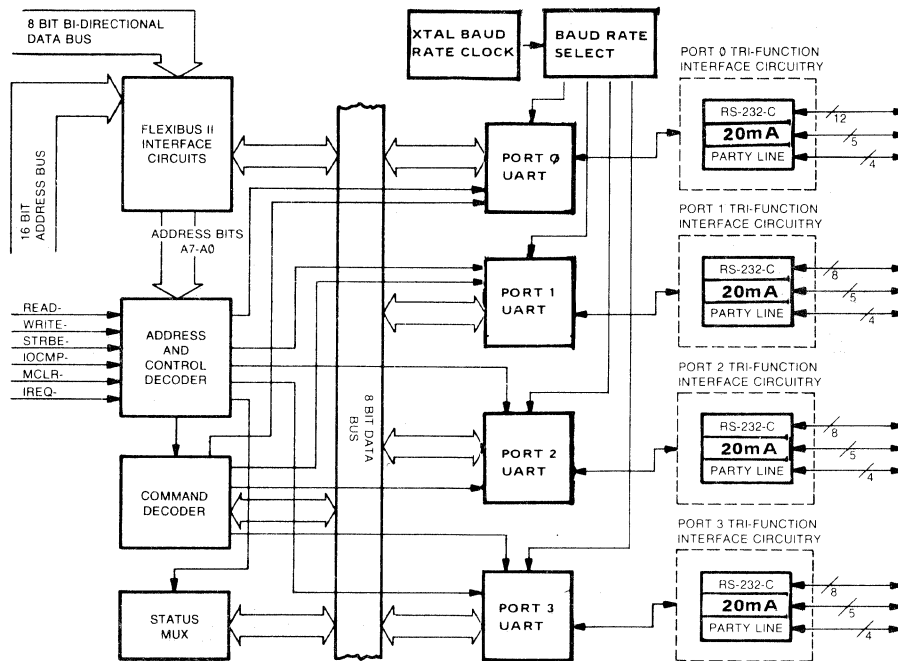 8 BIT BI-DIRECTIONAL
DATA BUS
16 BIT
ADDRESS BUS
FLEXIBUS II
INTERFACE
CIRCUITS
ADDRESS BITS
A7-A0
READ-
WRITE-
STRBE-
IOCMP-
MCLR-
IREQ-
ADDRESS
AND
CONTROL
DECODER
COMMAND
DECODER
STATUS
MUX
8 BIT DATA
BUS
XTAL BAUD
RATE CLOCK
BAUD RATE
SELECT
PORT 0
UART
PORT 1
UART
PORT 2
UART
PORT 3
UART
PORT 0 TRI-FUNCTION
INTERFACE CIRCUITRY
RS-232-C
12
20mA
5
PARTY LINE
4
PORT 1 TRI-FUNCTION
INTERFACE CIRCUITRY
RS-232-C
8
20mA
5
PARTY LINE
4
PORT 2 TRI-FUNCTION
INTERFACE CIRCUITRY
RS-232-C
8
20mA
5
PARTY LINE
4
PORT 3 TRI-FUNCTION
INTERFACE CIRCUITRY
RS-232-C
8
20mA
5
PARTY LINE
4